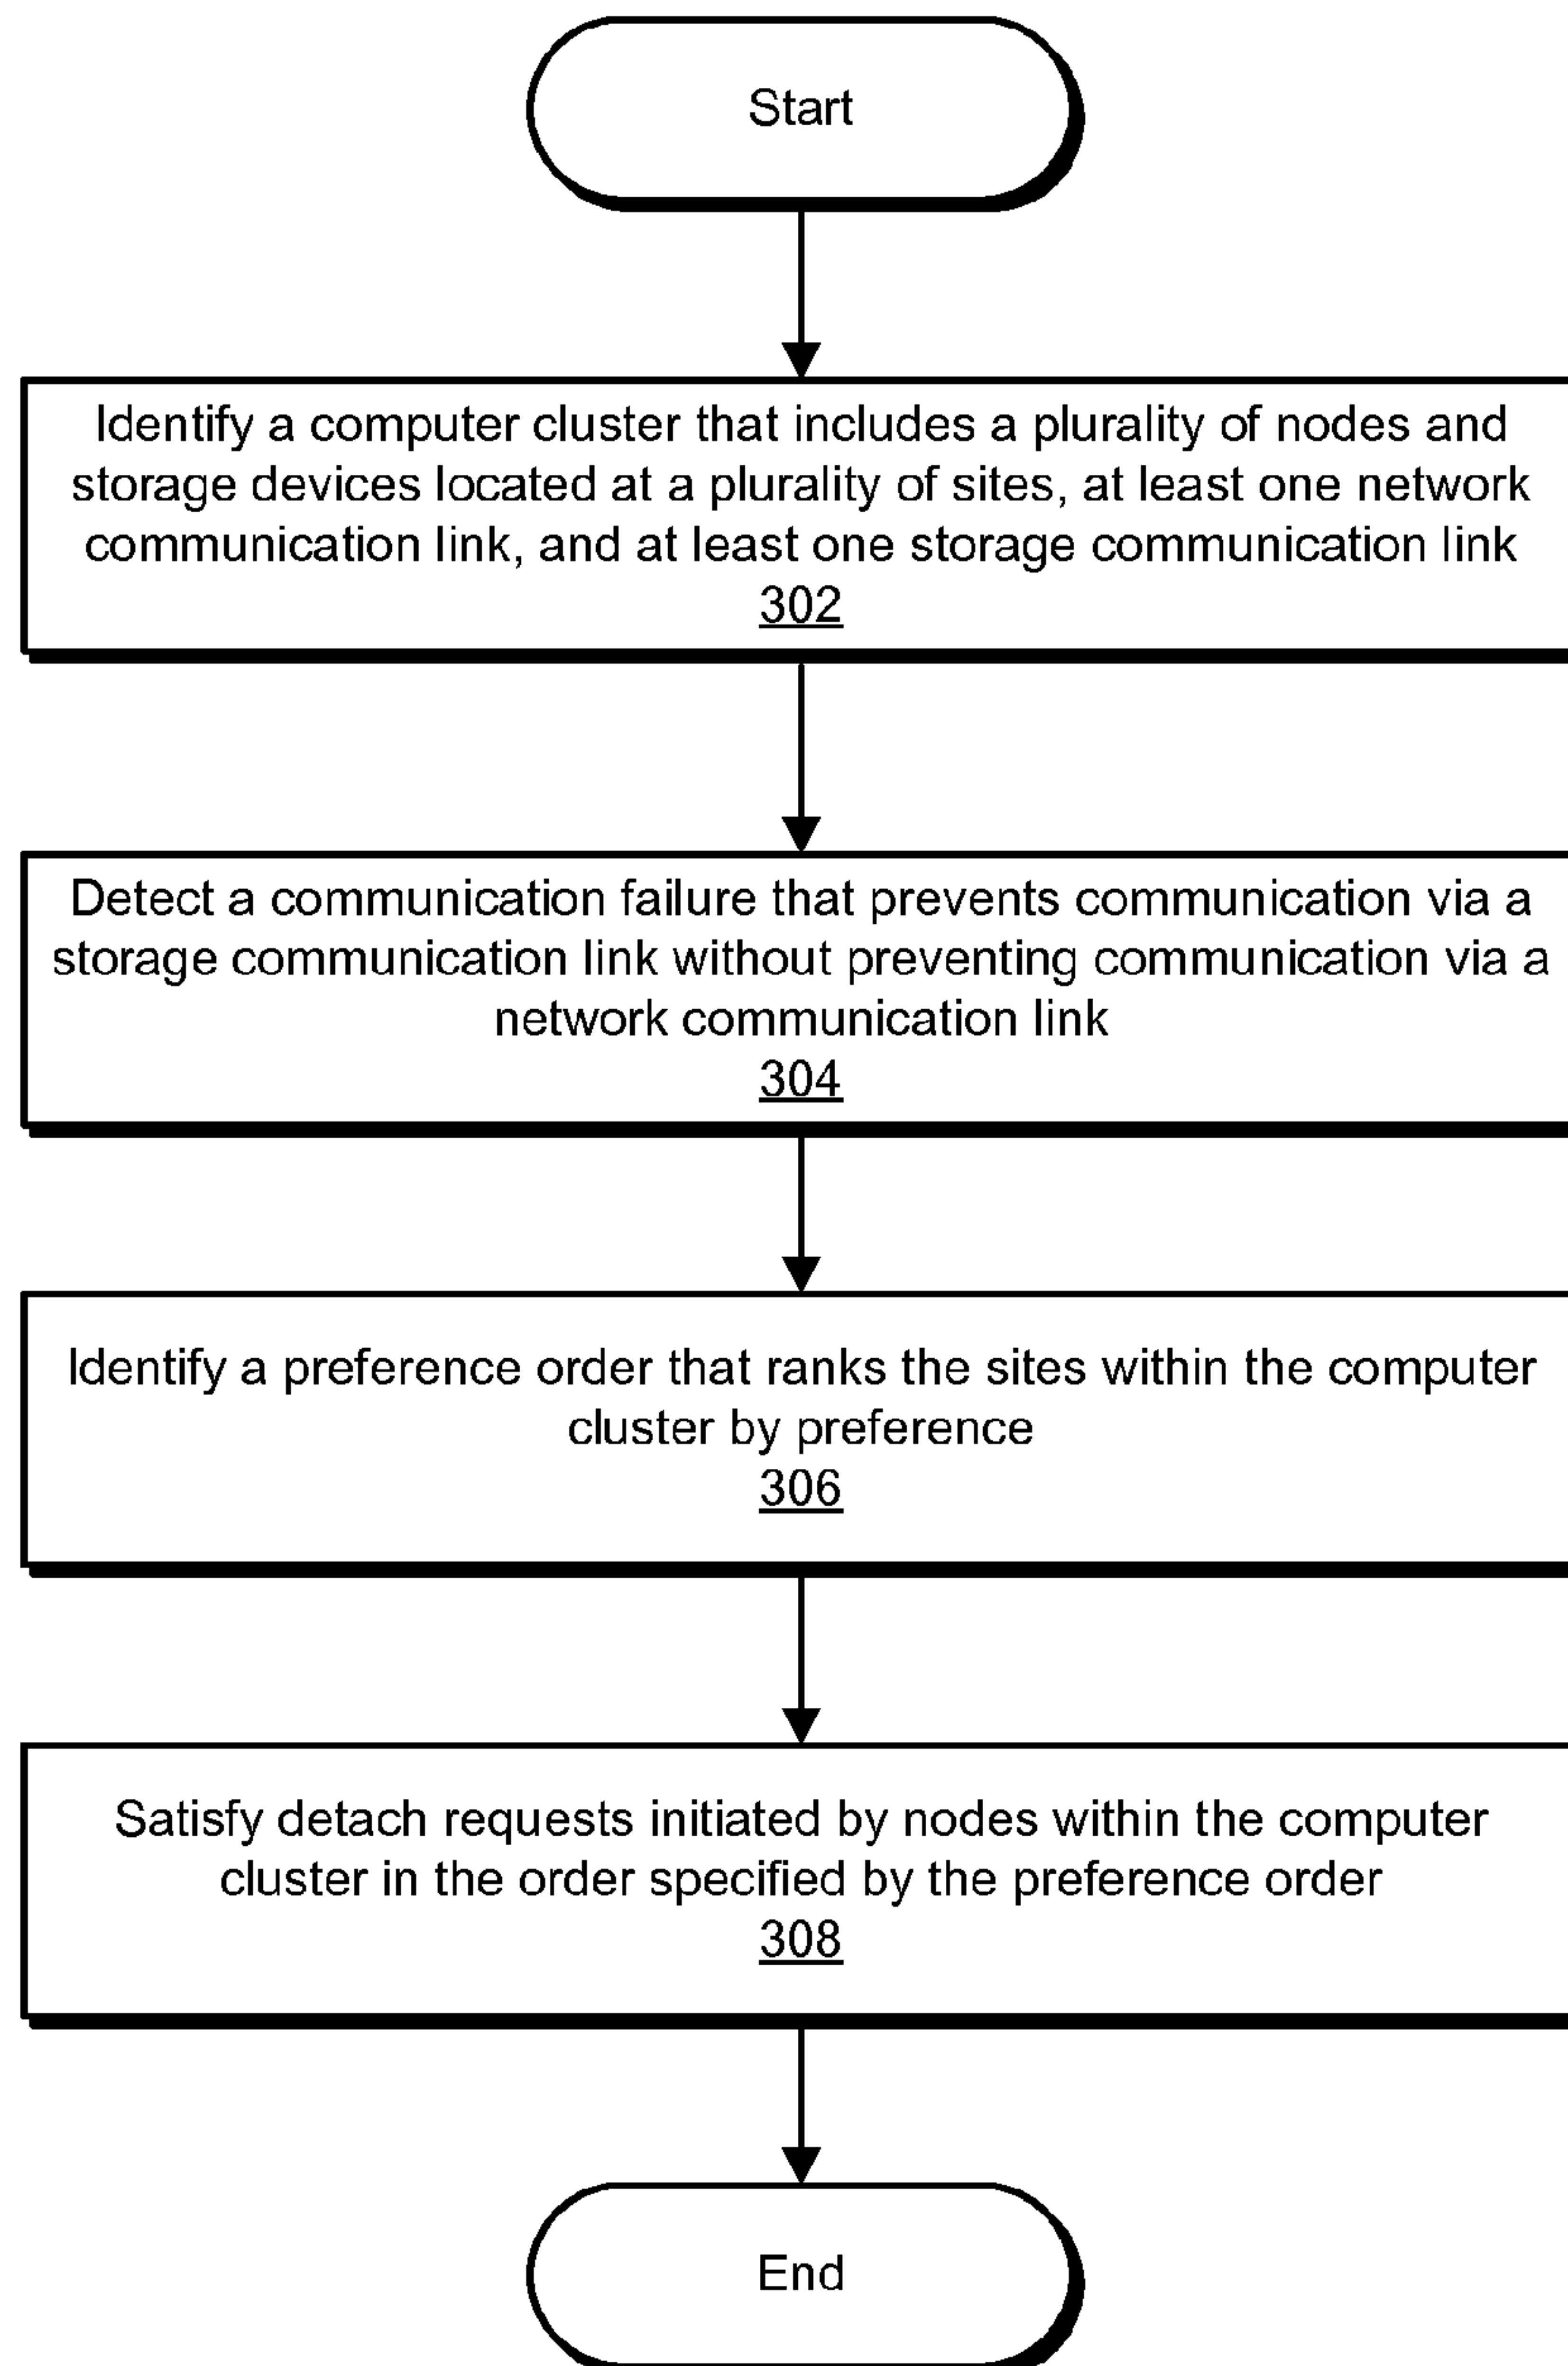 Start
Identify a computer cluster that includes a plurality of nodes and
storage devices located at a plurality of sites, at least one network
communication link, and at least one storage communication link
302
Detect a communication failure that prevents communication via a
storage communication link without preventing communication via a
network communication link
304
Identify a preference order that ranks the sites within the computer
cluster by preference
306
Satisfy detach requests initiated by nodes within the computer
cluster in the order specified by the preference order
308
End